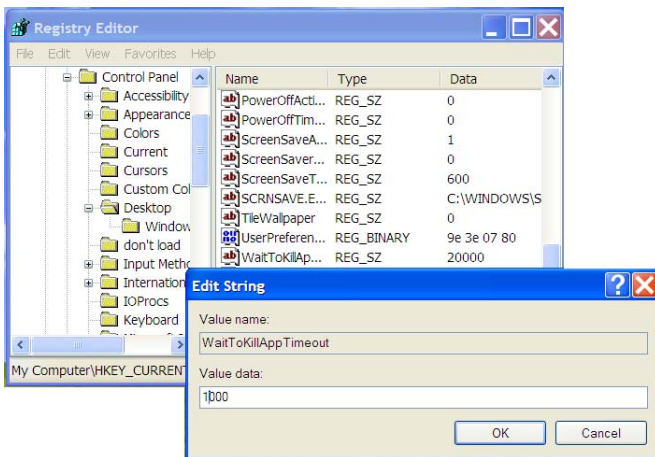 Registry Editor
File Edit View Favorites Help
Control Panel
Accessibility
Appearance
Colors
Current
Cursors
Custom Col
Desktop
Window
don't load
Input Metho
Internation
IOProcs
Keyboard
Name Type Data
PowerOffActi... REG_SZ 0
PowerOffTim... REG_SZ 0
ScreenSaveA... REG_SZ 1
ScreenSaver... REG_SZ 0
ScreenSaveT... REG_SZ 600
SCRNSAVE.E... REG_SZ C:\WINDOWS\S
TileWallpaper REG_SZ 0
UserPreferen... REG_BINARY 9e 3e 07 80
WaitToKillAp... REG_SZ 20000
My Computer\HKEY_CURREN
Edit String
Value name:
WaitToKillAppTimeout
Value data:
1000
OK Cancel